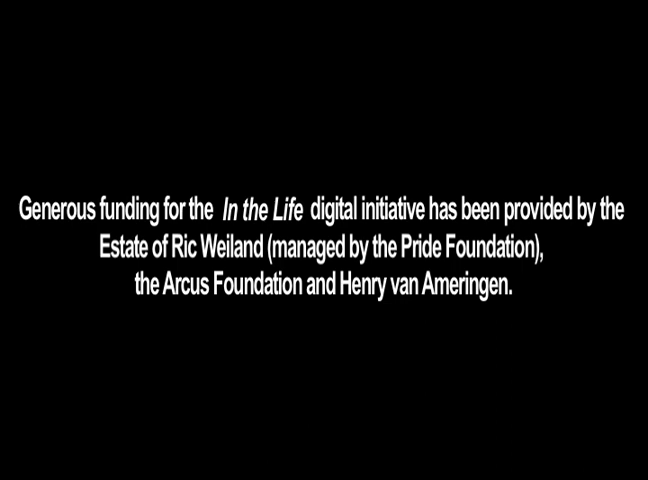 Generous funding for the In the Life digital initiative has been provided by the
Estate of Ric Weiland (managed by the Pride Foundation),
the Arcus Foundation and Henry van Ameringen.